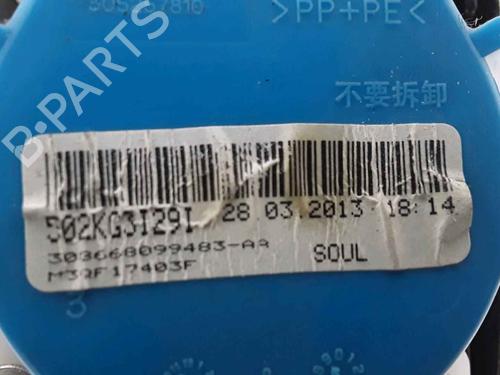 >PP+PE<
不要拆卸
502KG3I29I 28 03.2013 18:14
303668099483-AA SOUL
M3QF17403F
B-PARTS